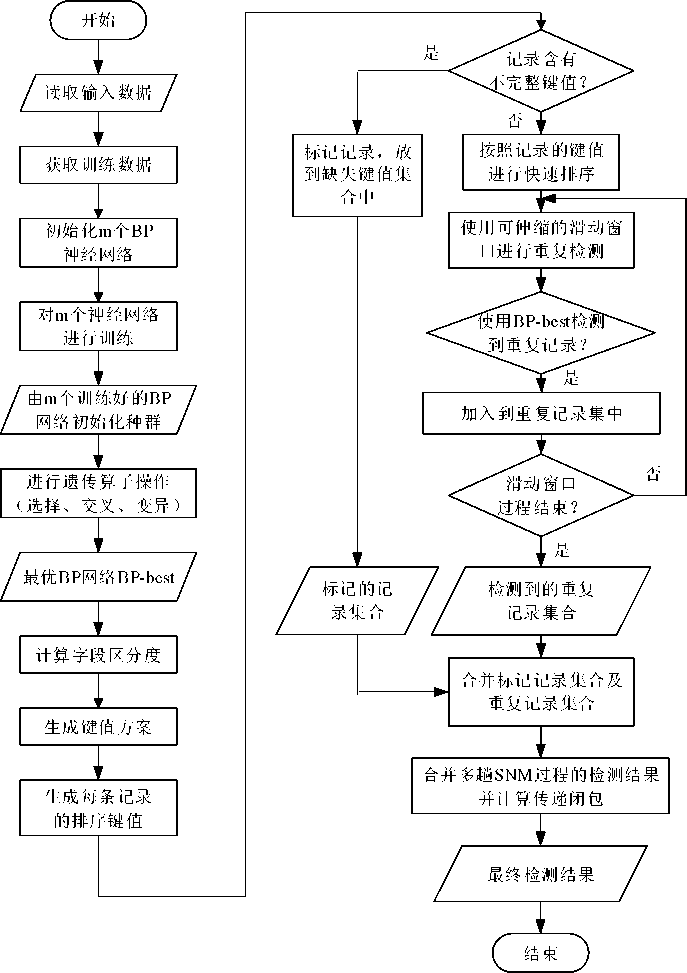 开始
读取输入数据
获取训练数据
初始化m个BP
神经网络
对m个神经网络
进行训练
由m个训练好的BP
网络初始化种群
进行遗传算子操作
（选择、交叉、变异）
最优BP网络BP-best
计算字段区分度
生成键值方案
生成每条记录
的排序键值
记录含有
不完整键值？
是
否
标记记录，放
到缺失键值集
合中
按照记录的键值
进行快速排序
使用可伸缩的滑动窗
口进行重复检测
使用BP-best检测
到重复记录？
是
加入到重复记录集中
滑动窗口
过程结束？
否
是
标记的记
录集合
检测到的重复
记录集合
合并标记记录集合及
重复记录集合
合并多趟SNM过程的检测结果
并计算传递闭包
最终检测结果
结束